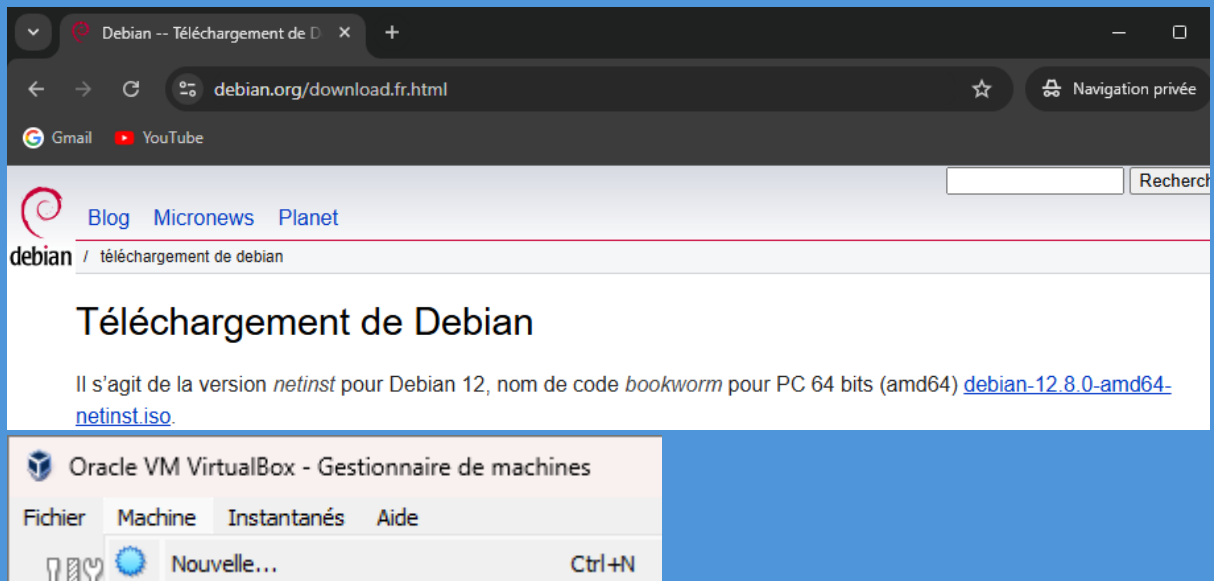 Debian -- Téléchargement de D
debian.org/download.fr.html
Navigation privée
Gmail YouTube
Recherch
Blog Micronews Planet
debian / téléchargement de debian
Téléchargement de Debian
Il s’agit de la version netinst pour Debian 12, nom de code bookworm pour PC 64 bits (amd64) debian-12.8.0-amd64-
netinst.iso.
Oracle VM VirtualBox - Gestionnaire de machines
Fichier Machine Instantanés Aide
Nouvelle... Ctrl+N